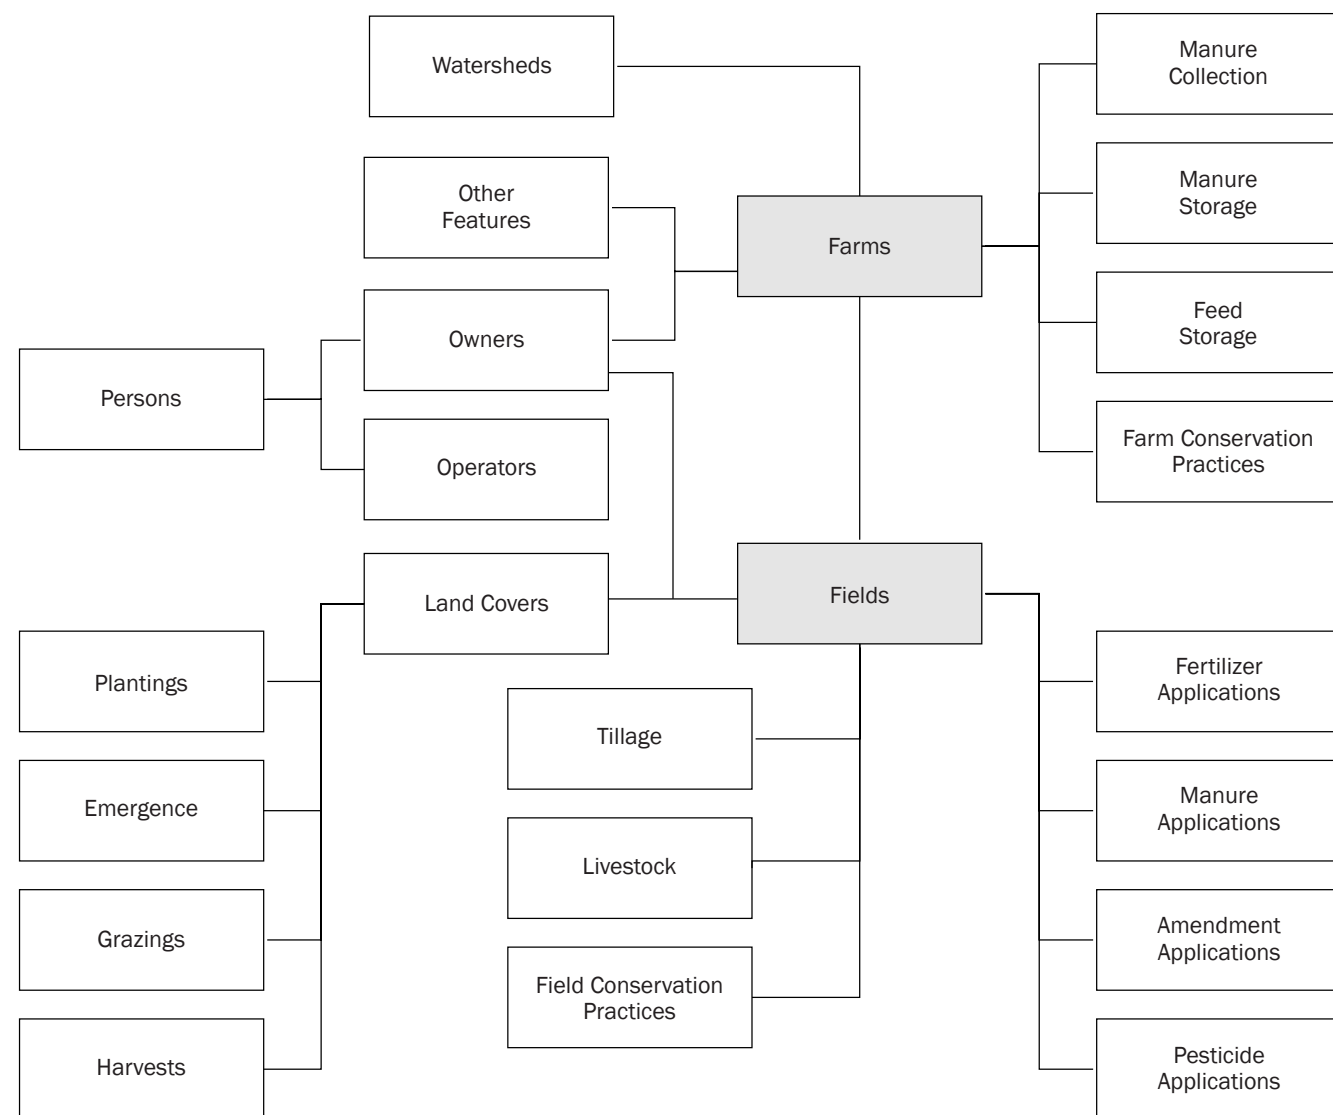 Watersheds
Manure
Collection
Other
Features
Manure
Storage
Farms
Feed
Storage
Owners
Persons
Operators
Farm Conservation
Practices
Land Covers
Fields
Plantings
Fertilizer
Applications
Tillage
Emergence
Manure
Applications
Livestock
Grazings
Amendment
Applications
Field Conservation
Practices
Harvests
Pesticide
Applications